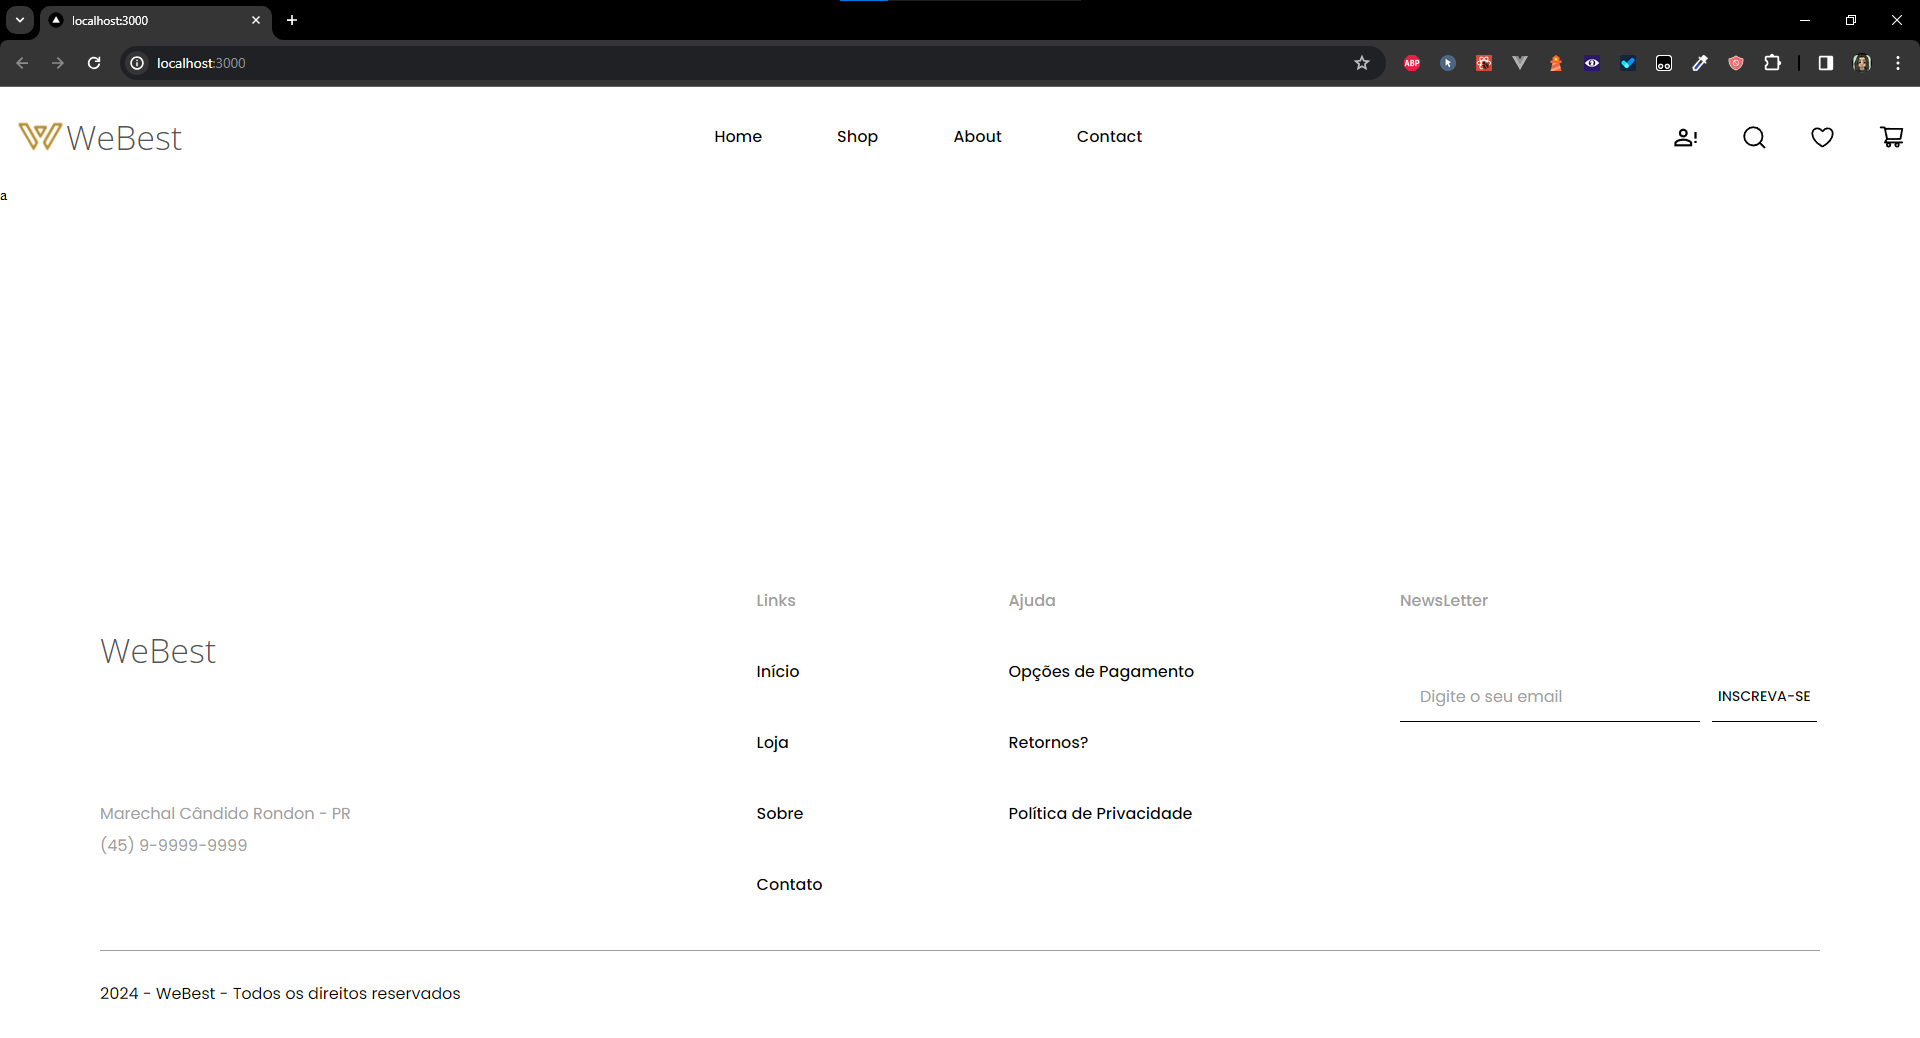 localhost:3000
localhost:3000
ABP
WeBest
Home
Shop
About
Contact
a
WeBest
Marechal Cândido Rondon - PR
(45) 9-9999-9999
Links
Início
Loja
Sobre
Contato
Ajuda
Opções de Pagamento
Retornos?
Política de Privacidade
NewsLetter
Digite o seu email
INSCREVA-SE
2024 - WeBest - Todos os direitos reservados